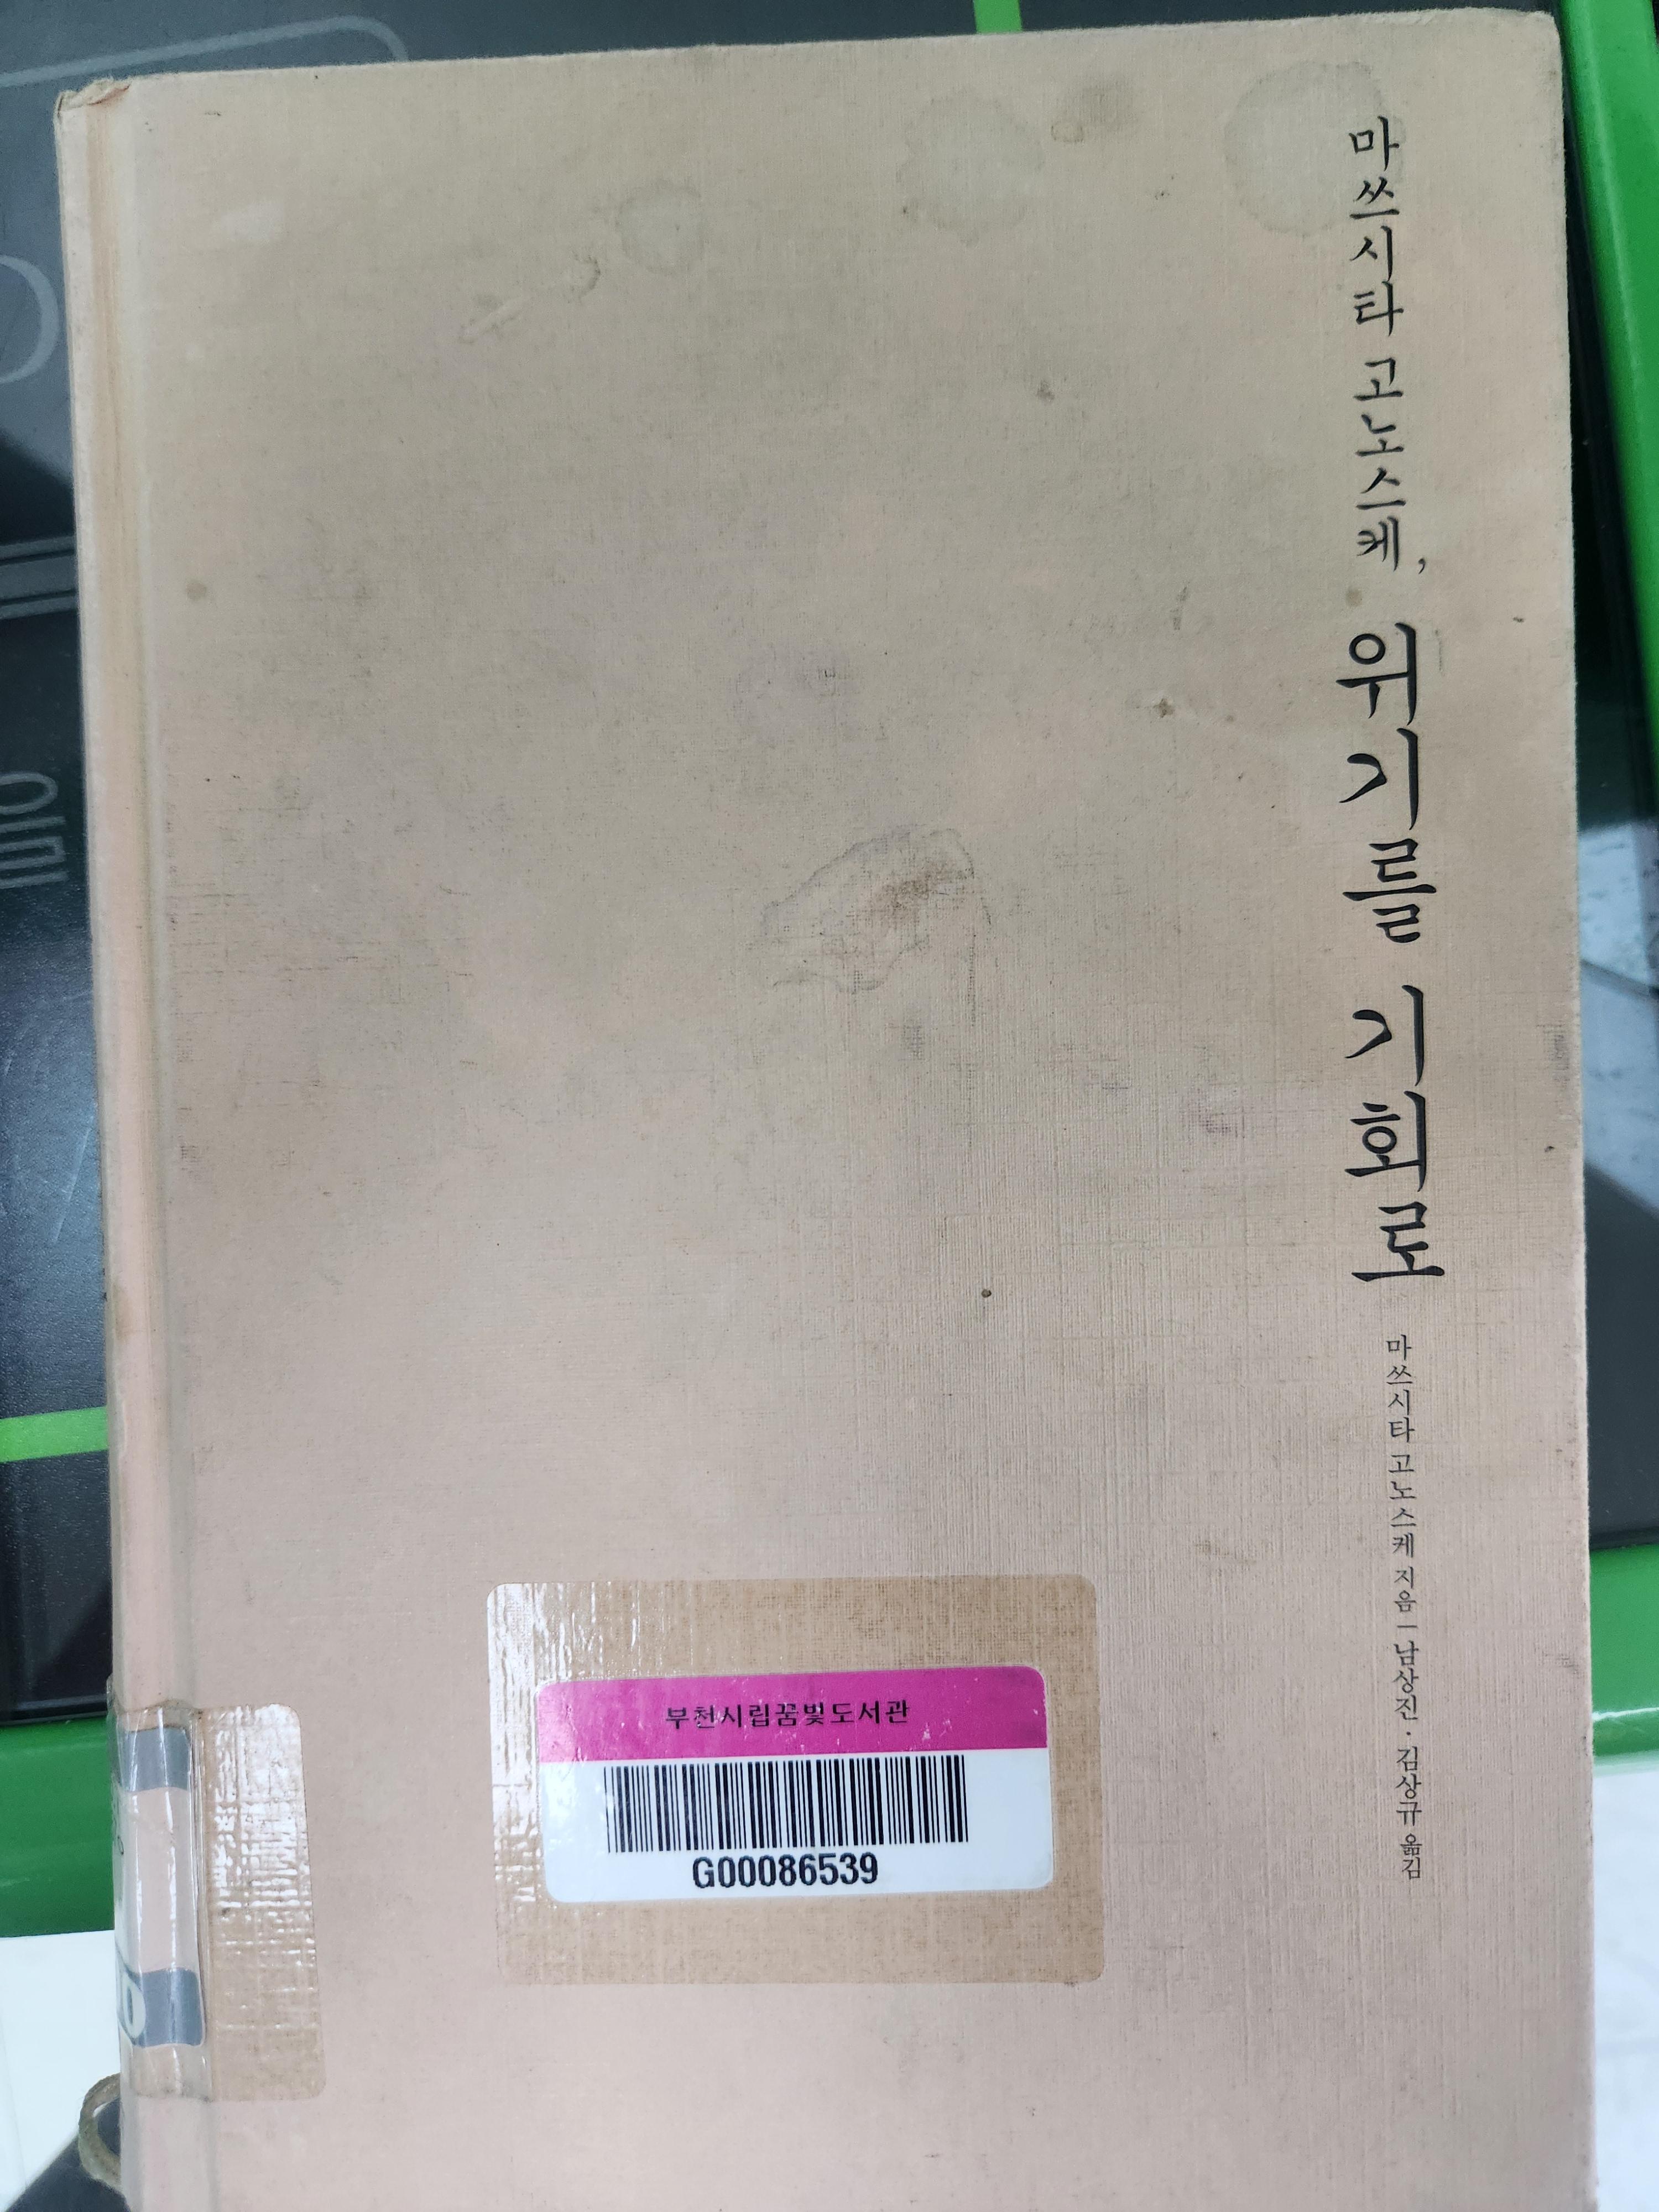 마쓰시타 고노스케, 위기를 기회로
마쓰시타 고노스케 지음 | 남상진 · 김상규 옮김
부천시립꿈빛도서관
G00086539